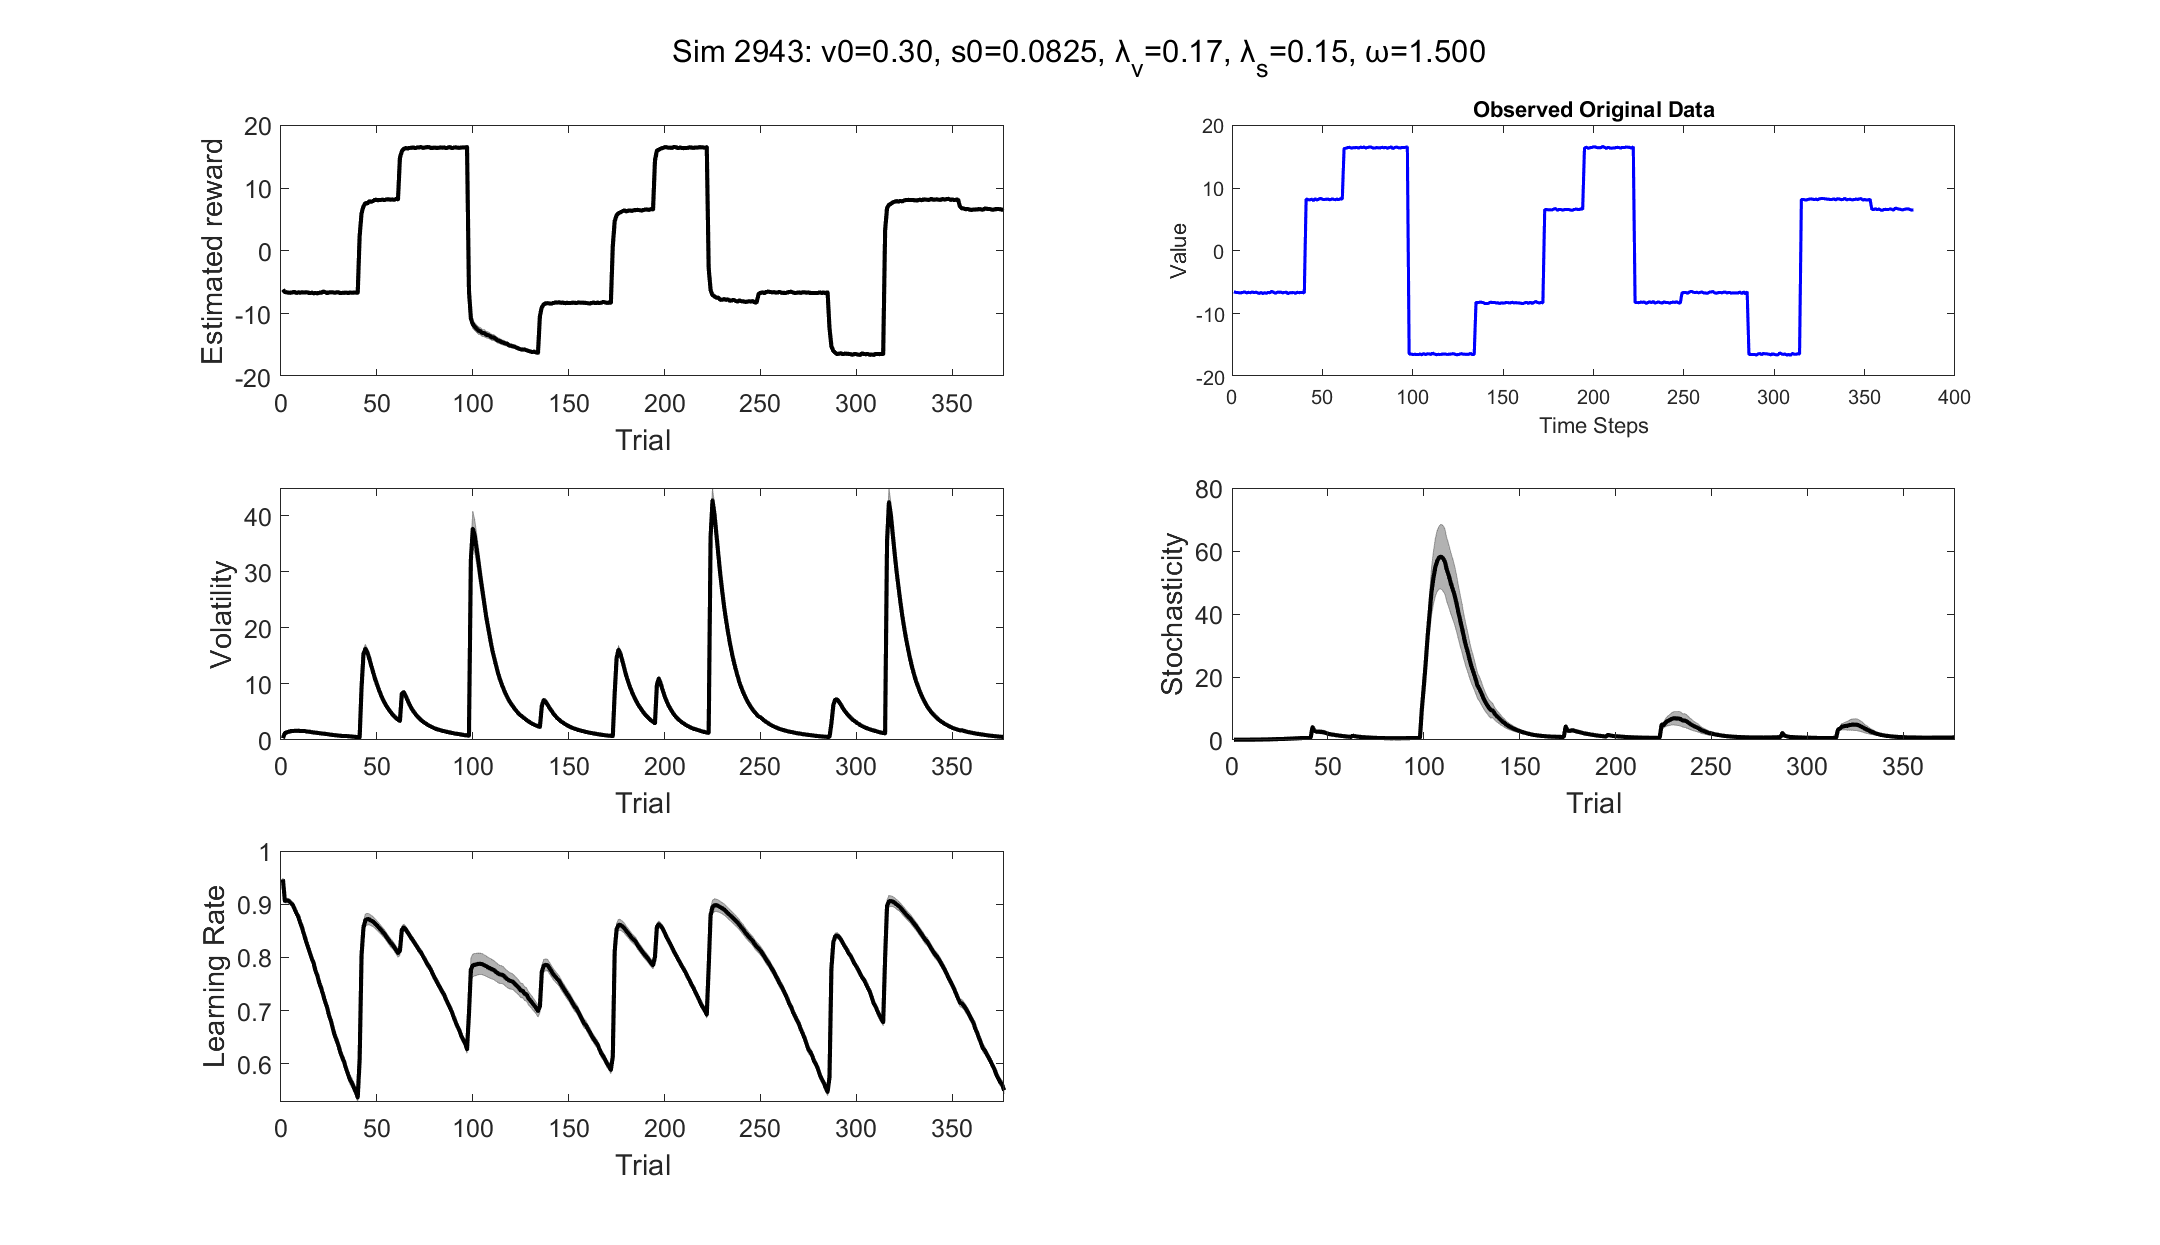 Sim 2943: v0=0.30, s0=0.0825, λ_v=0.17, λ_s=0.15, ω=1.500
Estimated reward
20
10
0
-10
-20
0 50 100 150 200 250 300 350
Trial
Observed Original Data
Value
20
10
0
-10
-20
0 50 100 150 200 250 300 350 400
Time Steps
Volatility
40
30
20
10
0
0 50 100 150 200 250 300 350
Trial
Stochasticity
80
60
40
20
0
0 50 100 150 200 250 300 350
Trial
Learning Rate
1
0.9
0.8
0.7
0.6
0 50 100 150 200 250 300 350
Trial